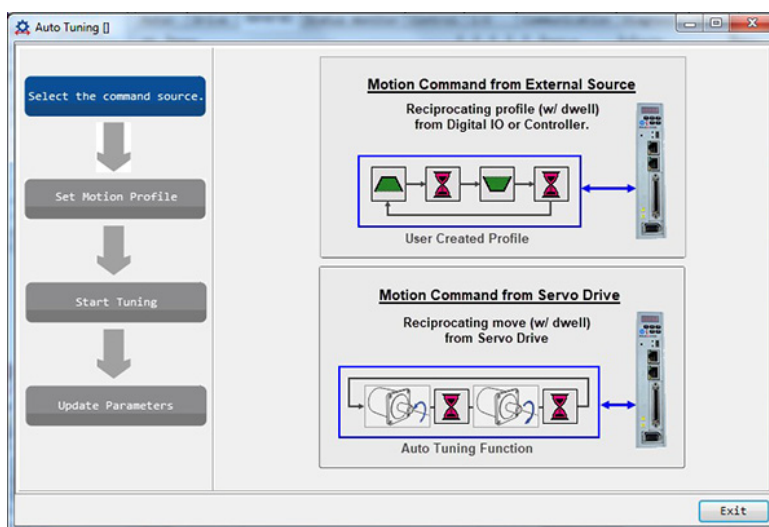 Auto Tuning []
Select the command source.
Set Motion Profile
Start Tuning
Update Parameters
Motion Command from External Source
Reciprocating profile (w/ dwell)
from Digital IO or Controller.
User Created Profile
Motion Command from Servo Drive
Reciprocating move (w/ dwell)
from Servo Drive
Auto Tuning Function
Exit